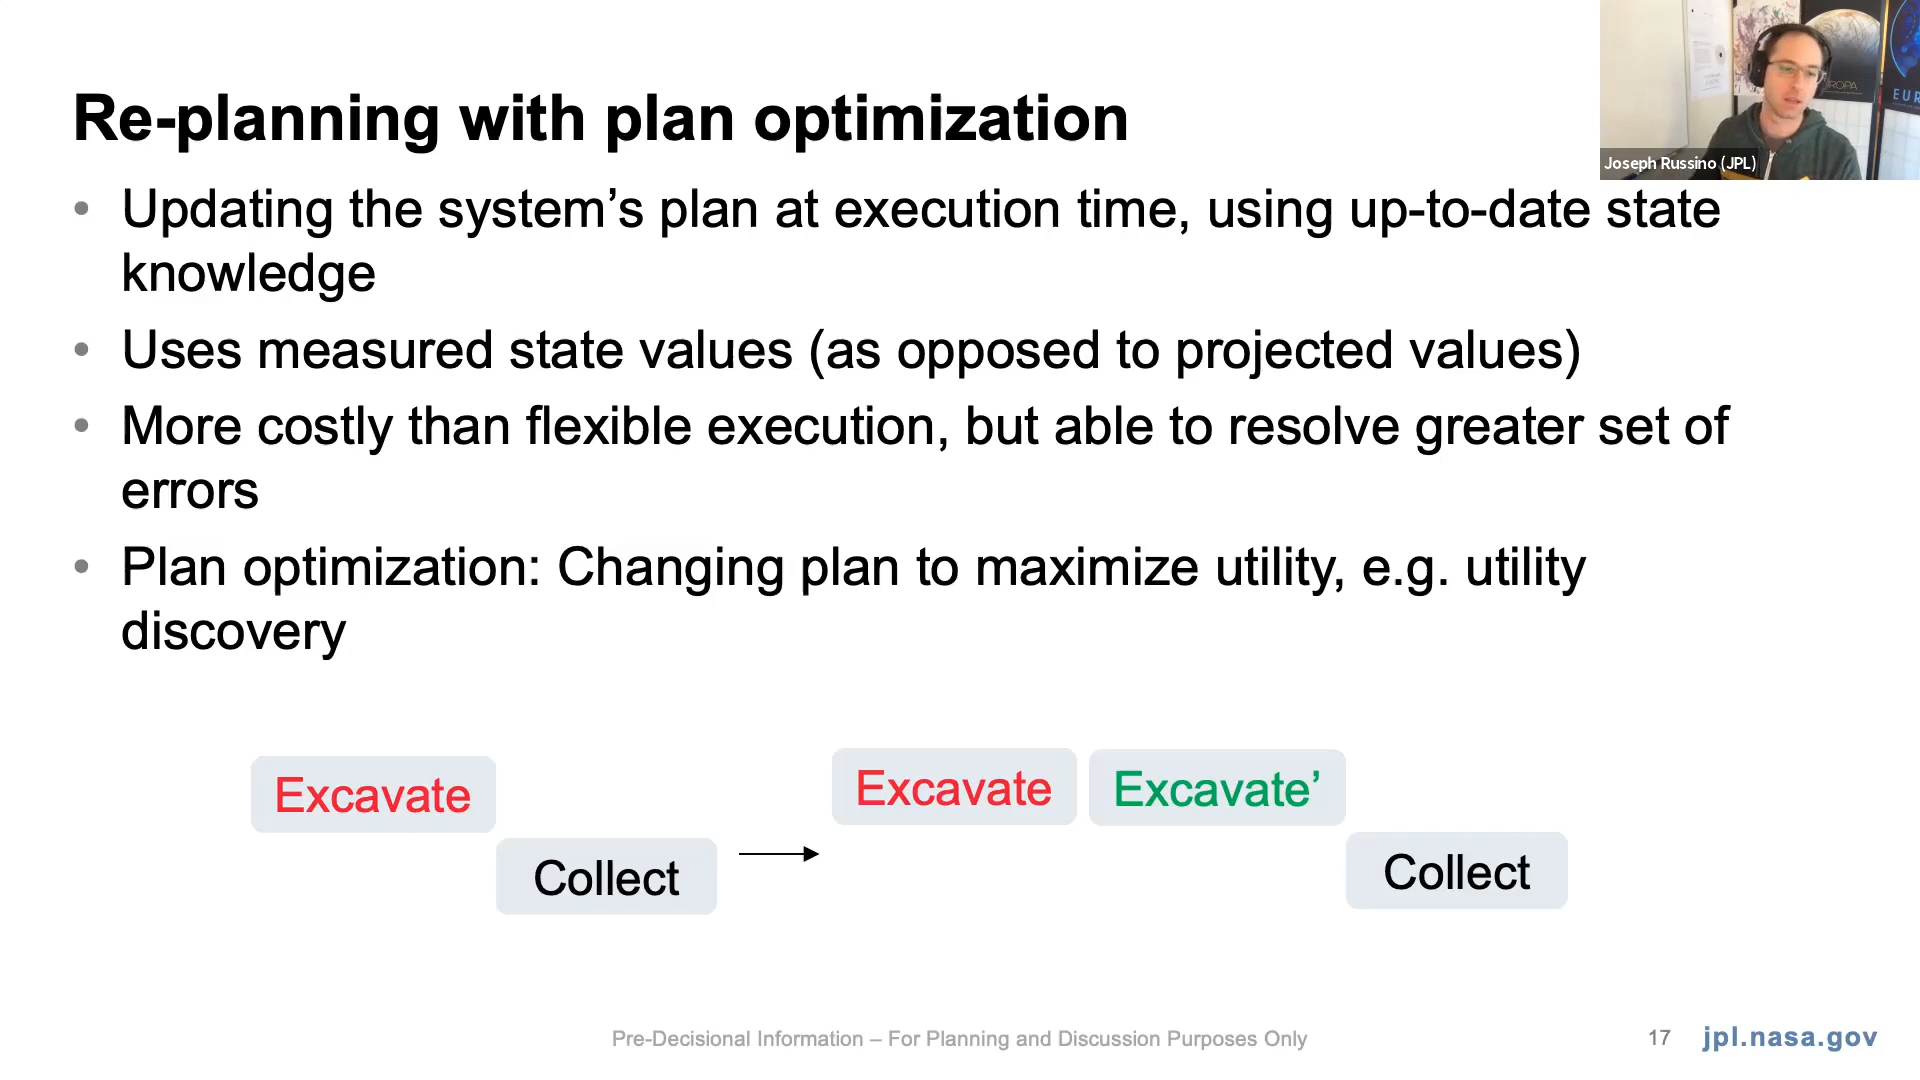 Re-planning with plan optimization
• Updating the system’s plan at execution time, using up-to-date state
knowledge
• Uses measured state values (as opposed to projected values)
• More costly than flexible execution, but able to resolve greater set of
errors
• Plan optimization: Changing plan to maximize utility, e.g. utility
discovery
Excavate
Collect
Excavate
Excavate’
Collect
Pre-Decisional Information – For Planning and Discussion Purposes Only
17
jpl.nasa.gov
Joseph Russino (JPL)